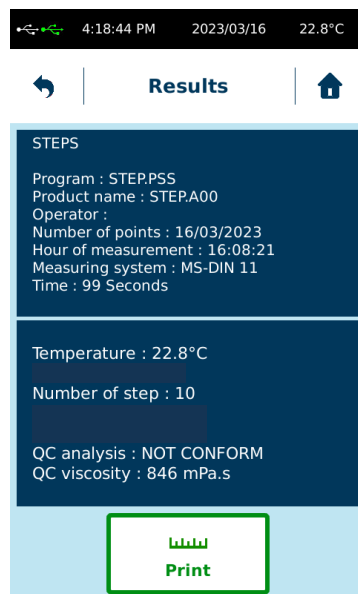 4:18:44 PM 2023/03/16 22.8°C
Results
STEPS
Program : STEP.PSS
Product name : STEP.A00
Operator :
Number of points : 16/03/2023
Hour of measurement : 16:08:21
Measuring system : MS-DIN 11
Time : 99 Seconds
Temperature : 22.8°C
Number of step : 10
QC analysis : NOT CONFORM
QC viscosity : 846 mPa.s
Print